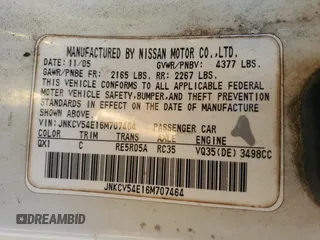 MANUFACTURED BY NISSAN MOTOR CO.,LTD.
DATE: 11/05 GVWR/PNBV: 4377 LBS.
GAWR/PNBE FR: 2165 LBS. RR: 2267 LBS.
THIS VEHICLE CONFORMS TO ALL APPLICABLE FEDERAL
MOTOR VEHICLE SAFETY, BUMPER, AND THEFT PREVENTION
STANDARDS IN EFFECT ON THE DATE OF MANUFACTURE
SHOWN ABOVE.
VIN: JNKCV54E16M707464 PASSENGER CAR
COLOR TRIM TRANS AXLE ENGINE
QX1 C RE5R05A RC35 VQ35(DE) 3498CC
JNKCV54E16M707464
A
DREAMBID